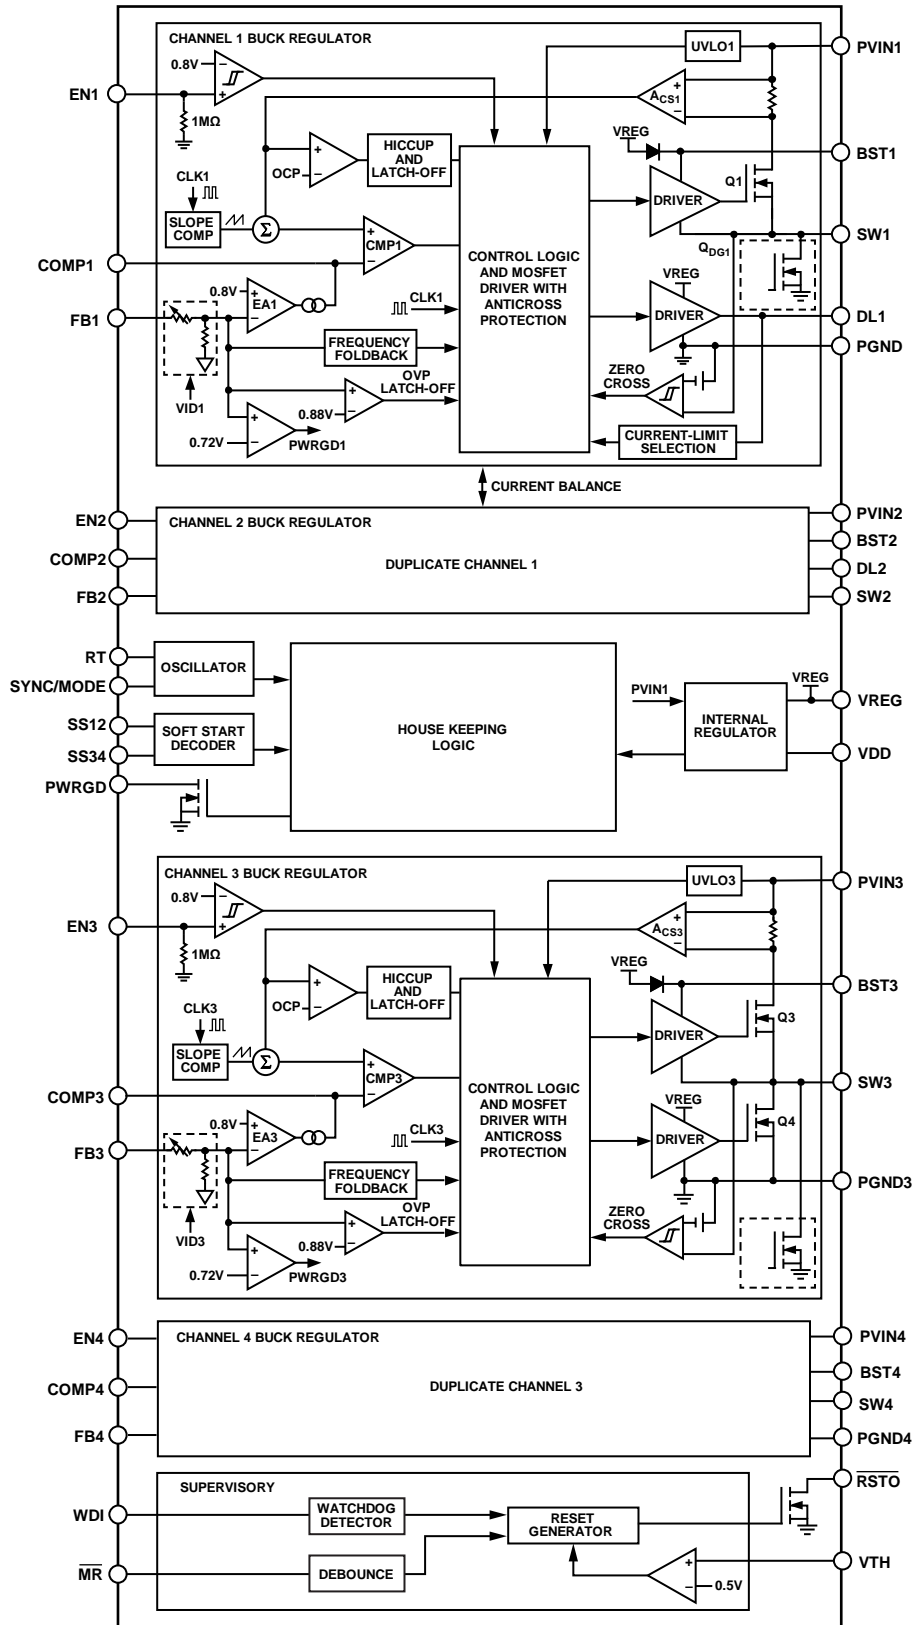 CHANNEL 1 BUCK REGULATOR
UVLO1
PVIN1
0.8V
−
+
EN1
1MΩ
ACS1
+
−
HICCUP
AND
LATCH-OFF
+
OCP
−
VREG
BST1
Q1
DRIVER
CLK1
SLOPE
COMP
Σ
+
CMP1
−
SW1
QDG1
COMP1
CONTROL LOGIC
AND MOSFET
DRIVER WITH
ANTICROSS
PROTECTION
0.8V
+
EA1
−
CLK1
VREG
DRIVER
FB1
DL1
PGND
FREQUENCY
FOLDBACK
OVP
LATCH-OFF
ZERO
CROSS
VID1
+
0.88V
−
+
0.72V
−
PWRGD1
CURRENT-LIMIT
SELECTION
CURRENT BALANCE
EN2
CHANNEL 2 BUCK REGULATOR
PVIN2
BST2
COMP2
DUPLICATE CHANNEL 1
DL2
FB2
SW2
RT
OSCILLATOR
SYNC/MODE
PVIN1
VREG
VREG
SS12
SOFT START
DECODER
HOUSE KEEPING
LOGIC
INTERNAL
REGULATOR
SS34
VDD
PWRGD
CHANNEL 3 BUCK REGULATOR
UVLO3
PVIN3
0.8V
−
+
EN3
1MΩ
ACS3
+
−
HICCUP
AND
LATCH-OFF
+
OCP
−
VREG
BST3
Q3
DRIVER
CLK3
SLOPE
COMP
Σ
+
CMP3
−
SW3
COMP3
CONTROL LOGIC
AND MOSFET
DRIVER WITH
ANTICROSS
PROTECTION
0.8V
+
EA3
−
CLK3
VREG
DRIVER
Q4
FB3
FREQUENCY
FOLDBACK
PGND3
OVP
LATCH-OFF
ZERO
CROSS
VID3
+
0.88V
−
+
0.72V
−
PWRGD3
EN4
CHANNEL 4 BUCK REGULATOR
PVIN4
BST4
COMP4
DUPLICATE CHANNEL 3
SW4
FB4
PGND4
SUPERVISORY
RSTO
WDI
WATCHDOG
DETECTOR
RESET
GENERATOR
MR
DEBOUNCE
+
−
0.5V
VTH